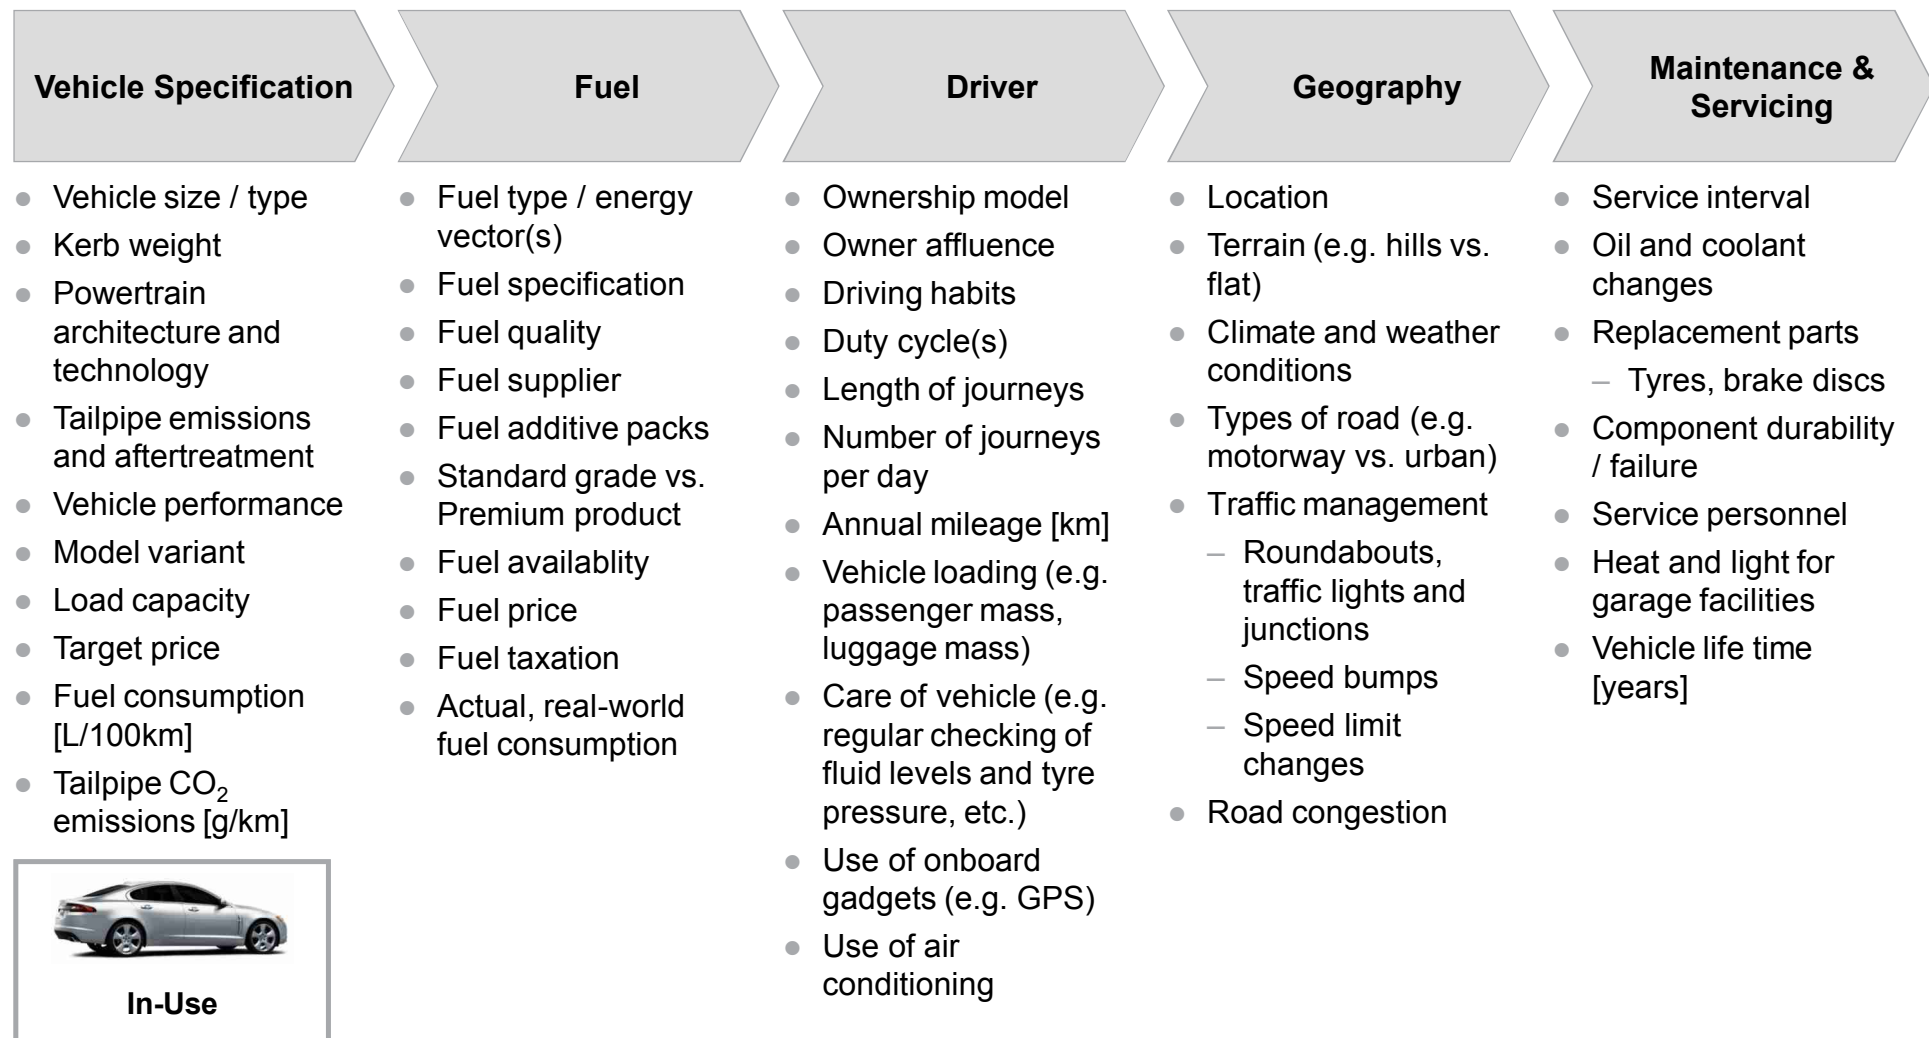 Vehicle Specification
Fuel
Driver
Geography
Maintenance &
Servicing
● Vehicle size / type
● Kerb weight
● Powertrain
architecture and
technology
● Tailpipe emissions
and aftertreatment
● Vehicle performance
● Model variant
● Load capacity
● Target price
● Fuel consumption
[L/100km]
● Tailpipe CO₂
emissions [g/km]
● Fuel type / energy
vector(s)
● Fuel specification
● Fuel quality
● Fuel supplier
● Fuel additive packs
● Standard grade vs.
Premium product
● Fuel availablity
● Fuel price
● Fuel taxation
● Actual, real-world
fuel consumption
● Ownership model
● Owner affluence
● Driving habits
● Duty cycle(s)
● Length of journeys
● Number of journeys
per day
● Annual mileage [km]
● Vehicle loading (e.g.
passenger mass,
luggage mass)
● Care of vehicle (e.g.
regular checking of
fluid levels and tyre
pressure, etc.)
● Use of onboard
gadgets (e.g. GPS)
● Use of air
conditioning
● Location
● Terrain (e.g. hills vs.
flat)
● Climate and weather
conditions
● Types of road (e.g.
motorway vs. urban)
● Traffic management
– Roundabouts,
traffic lights and
junctions
– Speed bumps
– Speed limit
changes
● Road congestion
● Service interval
● Oil and coolant
changes
● Replacement parts
– Tyres, brake discs
● Component durability
/ failure
● Service personnel
● Heat and light for
garage facilities
● Vehicle life time
[years]
In-Use